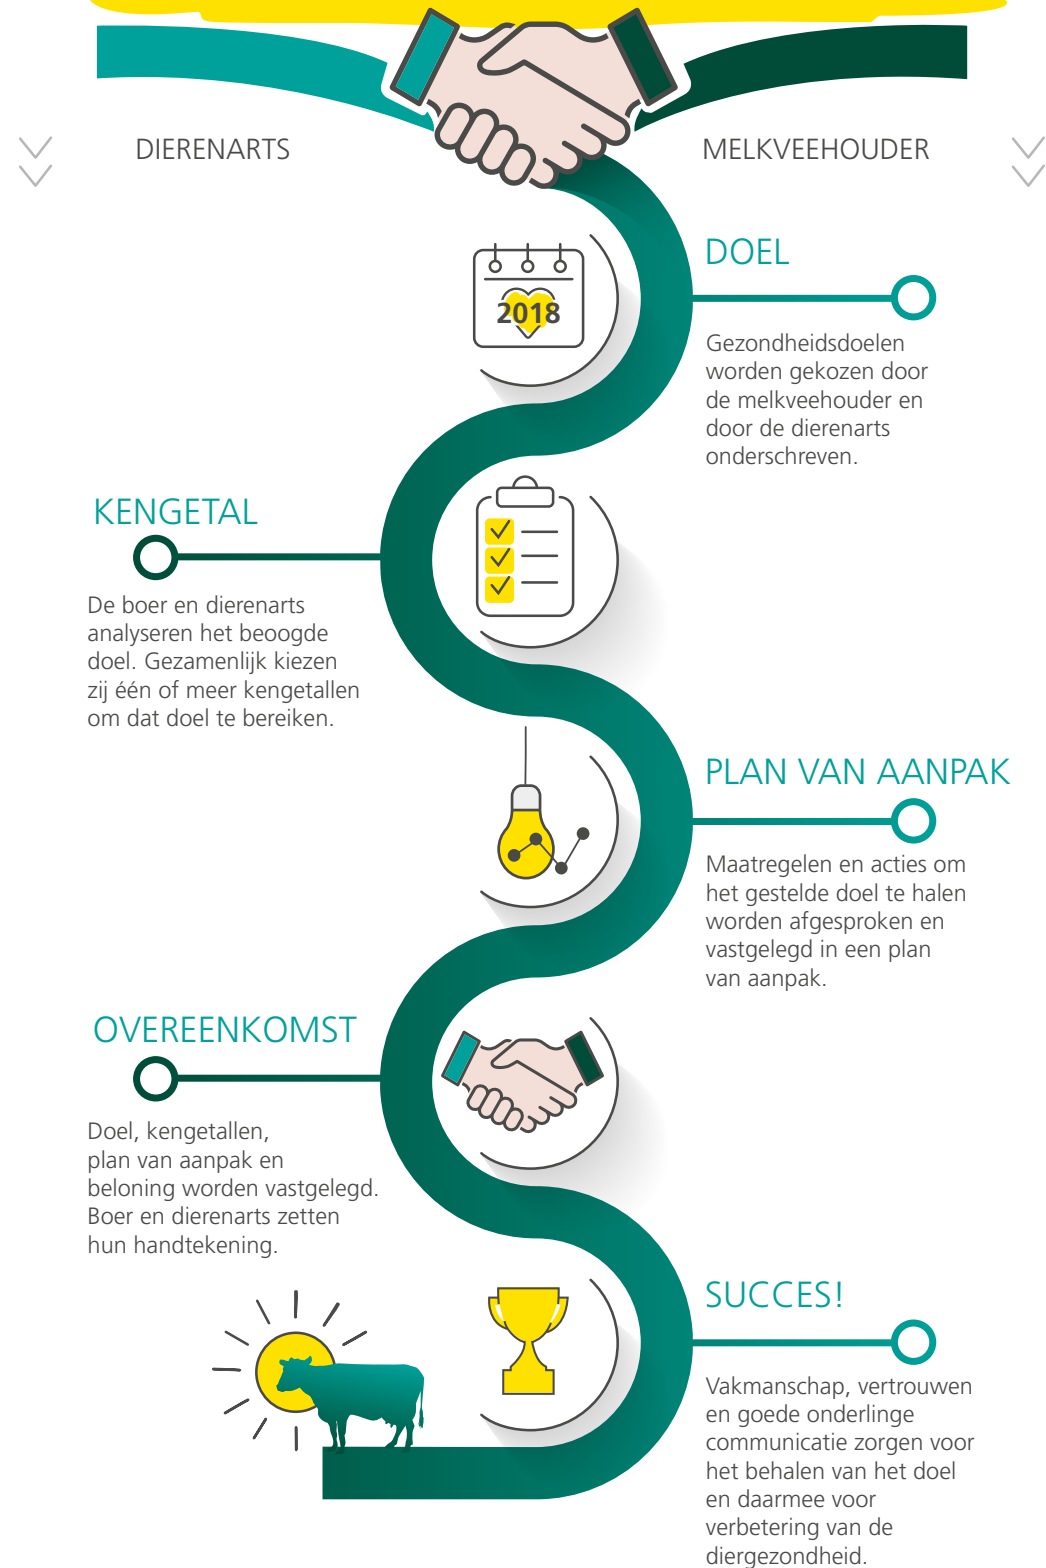 DIERENARTS
MELKVEEHOUDER
DOEL
2018
Gezondheidsdoelen
worden gekozen door
de melkveehouder en
door de dierenarts
onderschreven.
KENGETAL
De boer en dierenarts
analyseren het beoogde
doel. Gezamenlijk kiezen
zij één of meer kengetallen
om dat doel te bereiken.
PLAN VAN AANPAK
Maatregelen en acties om
het gestelde doel te halen
worden afgesproken en
vastgelegd in een plan
van aanpak.
OVEREENKOMST
Doel, kengetallen,
plan van aanpak en
beloning worden vastgelegd.
Boer en dierenarts zetten
hun handtekening.
SUCCES!
Vakmanschap, vertrouwen
en goede onderlinge
communicatie zorgen voor
het behalen van het doel
en daarmee voor
verbetering van de
diergezondheid.